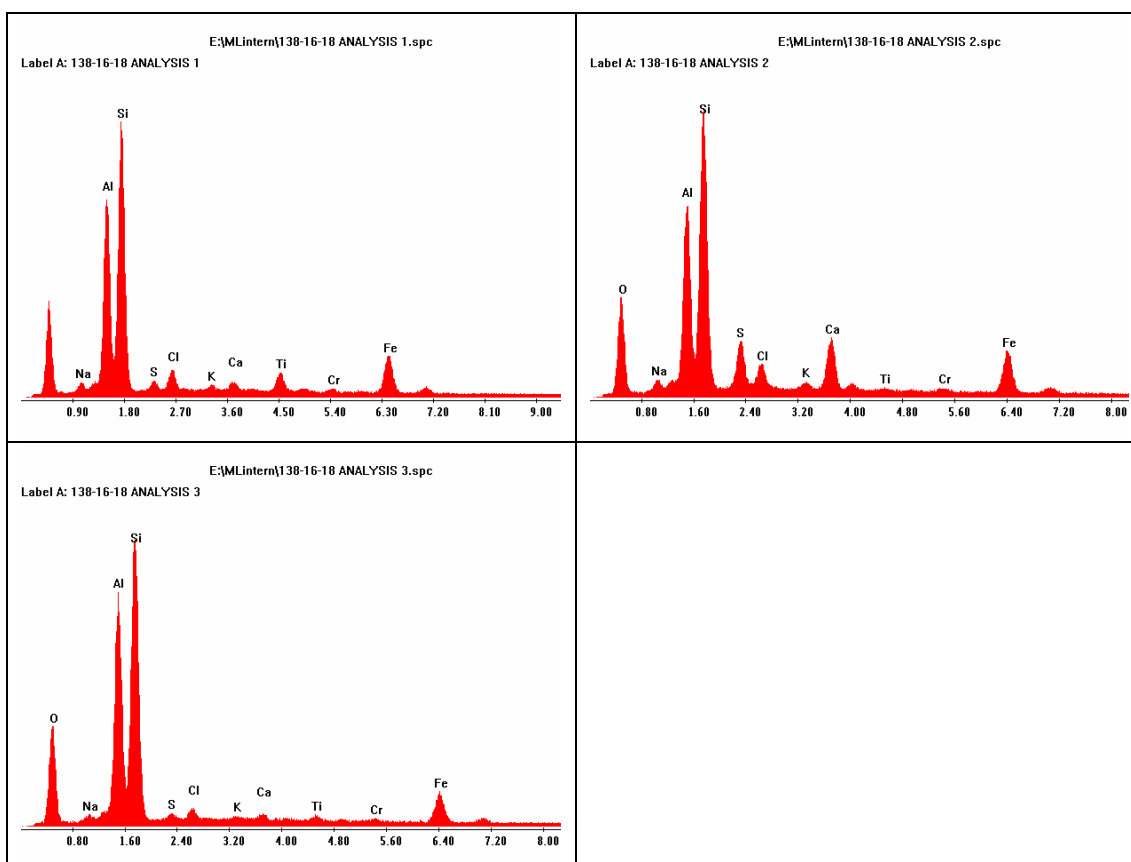 E:\MLintern\138-16-18 ANALYSIS 1.spc
Label A: 138-16-18 ANALYSIS 1
Si
Al
Na
S
Cl
K
Ca
Ti
Cr
Fe
0.90 1.80 2.70 3.60 4.50 5.40 6.30 7.20 8.10 9.00
E:\MLintern\138-16-18 ANALYSIS 2.spc
Label A: 138-16-18 ANALYSIS 2
Si
Al
O
Na
S
Cl
K
Ca
Ti
Cr
Fe
0.80 1.60 2.40 3.20 4.00 4.80 5.60 6.40 7.20 8.00
E:\MLintern\138-16-18 ANALYSIS 3.spc
Label A: 138-16-18 ANALYSIS 3
Si
Al
O
Na
S
Cl
K
Ca
Ti
Cr
Fe
0.80 1.60 2.40 3.20 4.00 4.80 5.60 6.40 7.20 8.00